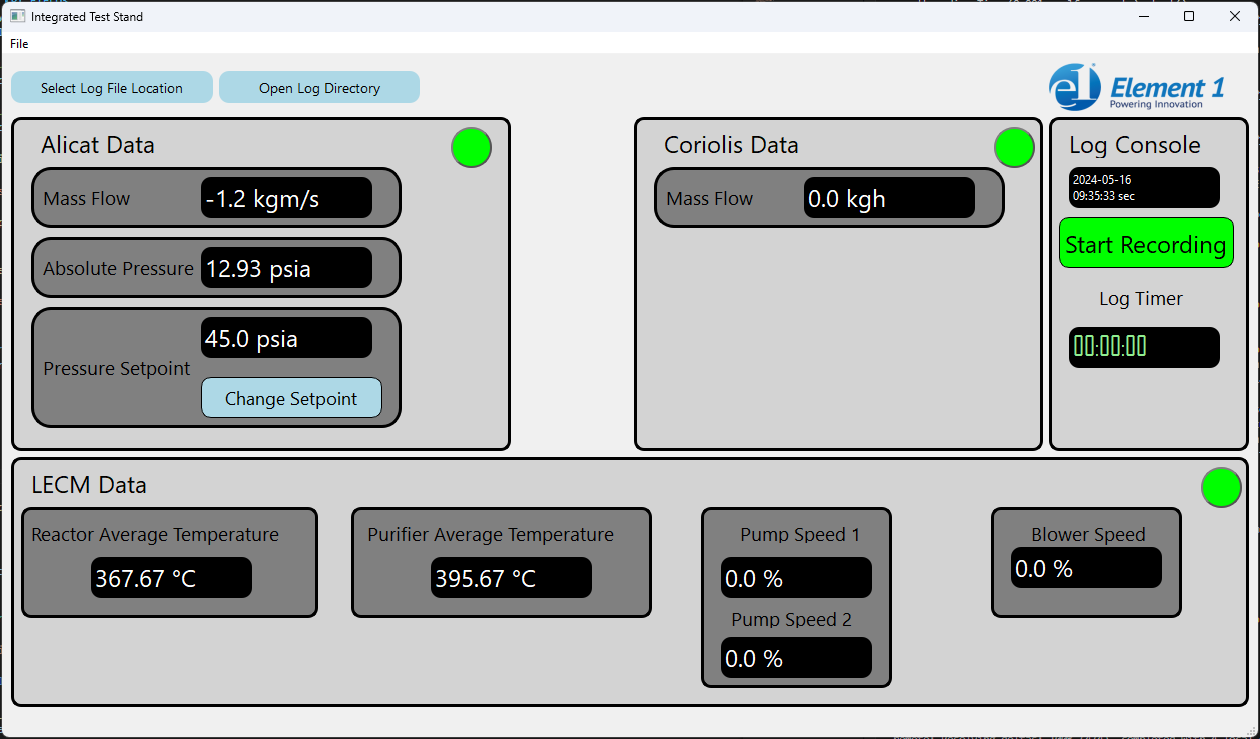 Integrated Test Stand
File
Select Log File Location
Open Log Directory
e1 Element 1
Powering Innovation
Alicat Data
Mass Flow
-1.2 kgm/s
Absolute Pressure
12.93 psia
Pressure Setpoint
45.0 psia
Change Setpoint
Coriolis Data
Mass Flow
0.0 kgh
Log Console
2024-05-16
09:35:33 sec
Start Recording
Log Timer
00:00:00
LECM Data
Reactor Average Temperature
367.67 °C
Purifier Average Temperature
395.67 °C
Pump Speed 1
0.0 %
Pump Speed 2
0.0 %
Blower Speed
0.0 %